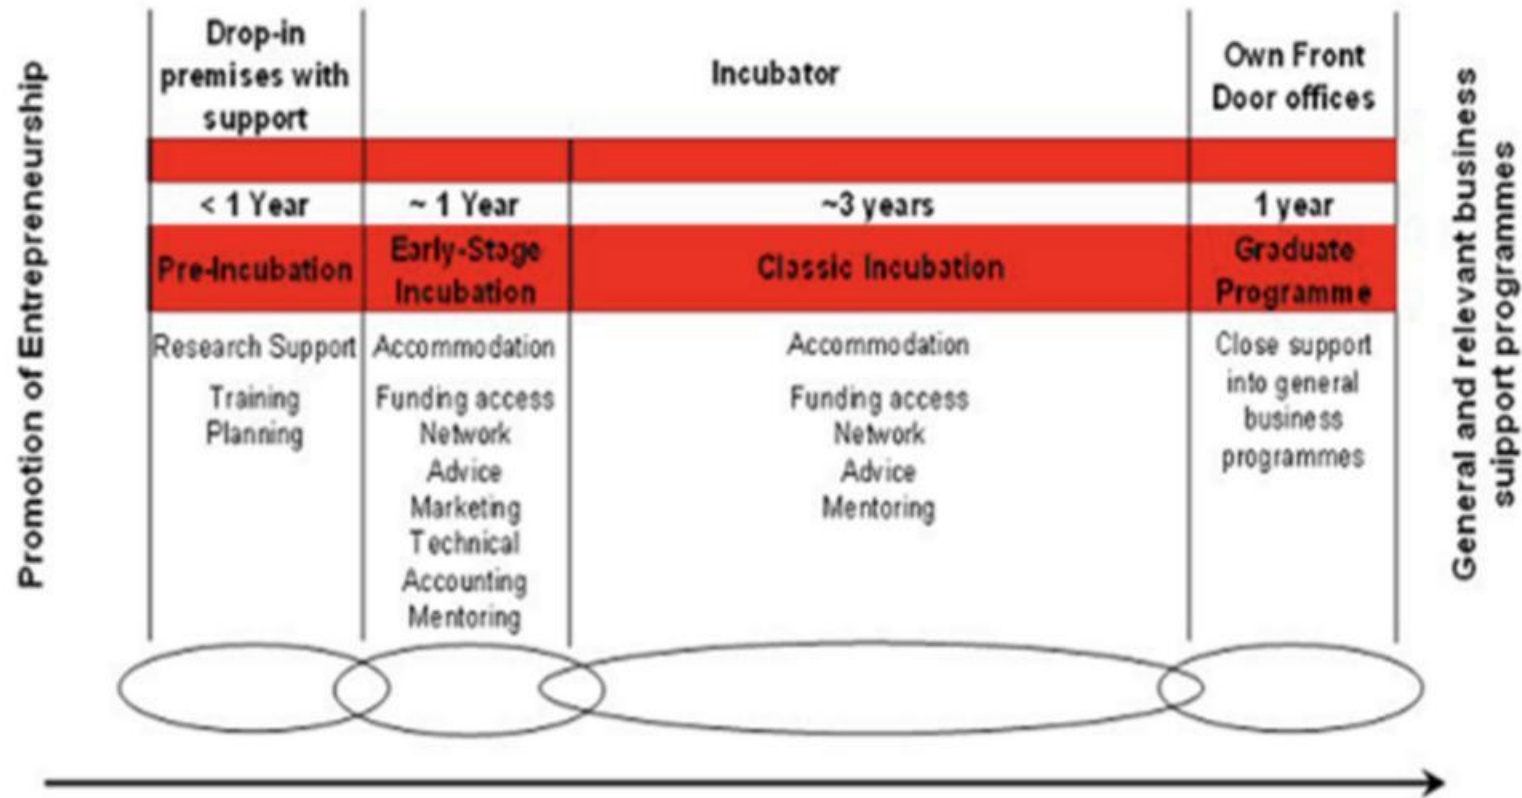 Promotion of Entrepreneurship
Drop-in
premises with
support
Incubator
Own Front
Door offices
< 1 Year
~ 1 Year
~3 years
1 year
Pre-Incubation
Early-Stage
Incubation
Classic Incubation
Graduate
Programme
Research Support
Training
Planning
Accommodation
Funding access
Network
Advice
Marketing
Technical
Accounting
Mentoring
Accommodation
Funding access
Network
Advice
Mentoring
Close support
into general
business
programmes
General and relevant business
suipport programmes